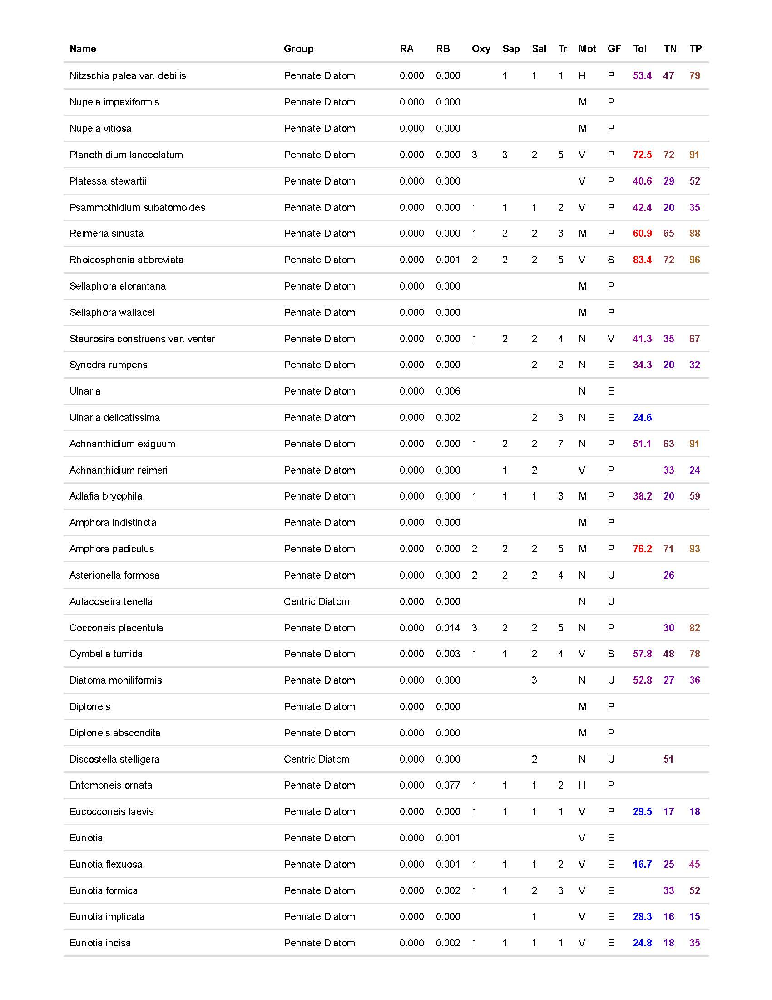 Name Group RA RB Oxy Sap Sal Tr Mot GF Tol TN TP
Nitzschia palea var. debilis Pennate Diatom 0.000 0.000 1 1 1 H P 53.4 47 79
Nupela impexiformis Pennate Diatom 0.000 0.000 M P
Nupela vitiosa Pennate Diatom 0.000 0.000 M P
Planothidium lanceolatum Pennate Diatom 0.000 0.000 3 3 2 5 V P 72.5 72 91
Platessa stewartii Pennate Diatom 0.000 0.000 V P 40.6 29 52
Psammothidium subatomoides Pennate Diatom 0.000 0.000 1 1 1 2 V P 42.4 20 35
Reimeria sinuata Pennate Diatom 0.000 0.000 1 2 2 3 M P 60.9 65 88
Rhoicosphenia abbreviata Pennate Diatom 0.000 0.001 2 2 2 5 V S 83.4 72 96
Sellaphora elorantana Pennate Diatom 0.000 0.000 M P
Sellaphora wallacei Pennate Diatom 0.000 0.000 M P
Staurosira construens var. venter Pennate Diatom 0.000 0.000 1 2 2 4 N V 41.3 35 67
Synedra rumpens Pennate Diatom 0.000 0.000 2 2 N E 34.3 20 32
Ulnaria Pennate Diatom 0.000 0.006 N E
Ulnaria delicatissima Pennate Diatom 0.000 0.002 2 3 N E 24.6
Achnanthidium exiguum Pennate Diatom 0.000 0.000 1 2 2 7 N P 51.1 63 91
Achnanthidium reimeri Pennate Diatom 0.000 0.000 1 2 V P 33 24
Adlafia bryophila Pennate Diatom 0.000 0.000 1 1 1 3 M P 38.2 20 59
Amphora indistincta Pennate Diatom 0.000 0.000 M P
Amphora pediculus Pennate Diatom 0.000 0.000 2 2 2 5 M P 76.2 71 93
Asterionella formosa Pennate Diatom 0.000 0.000 2 2 2 4 N U 26
Aulacoseira tenella Centric Diatom 0.000 0.000 N U
Cocconeis placentula Pennate Diatom 0.000 0.014 3 2 2 5 N P 30 82
Cymbella tumida Pennate Diatom 0.000 0.003 1 1 2 4 V S 57.8 48 78
Diatoma moniliformis Pennate Diatom 0.000 0.000 3 N U 52.8 27 36
Diploneis Pennate Diatom 0.000 0.000 M P
Diploneis abscondita Pennate Diatom 0.000 0.000 M P
Discostella stelligera Centric Diatom 0.000 0.000 2 N U 51
Entomoneis ornata Pennate Diatom 0.000 0.077 1 1 1 2 H P
Eucocconeis laevis Pennate Diatom 0.000 0.000 1 1 1 1 V P 29.5 17 18
Eunotia Pennate Diatom 0.000 0.001 V E
Eunotia flexuosa Pennate Diatom 0.000 0.001 1 1 1 2 V E 16.7 25 45
Eunotia formica Pennate Diatom 0.000 0.002 1 1 2 3 V E 33 52
Eunotia implicata Pennate Diatom 0.000 0.000 1 V E 28.3 16 15
Eunotia incisa Pennate Diatom 0.000 0.002 1 1 1 1 V E 24.8 18 35